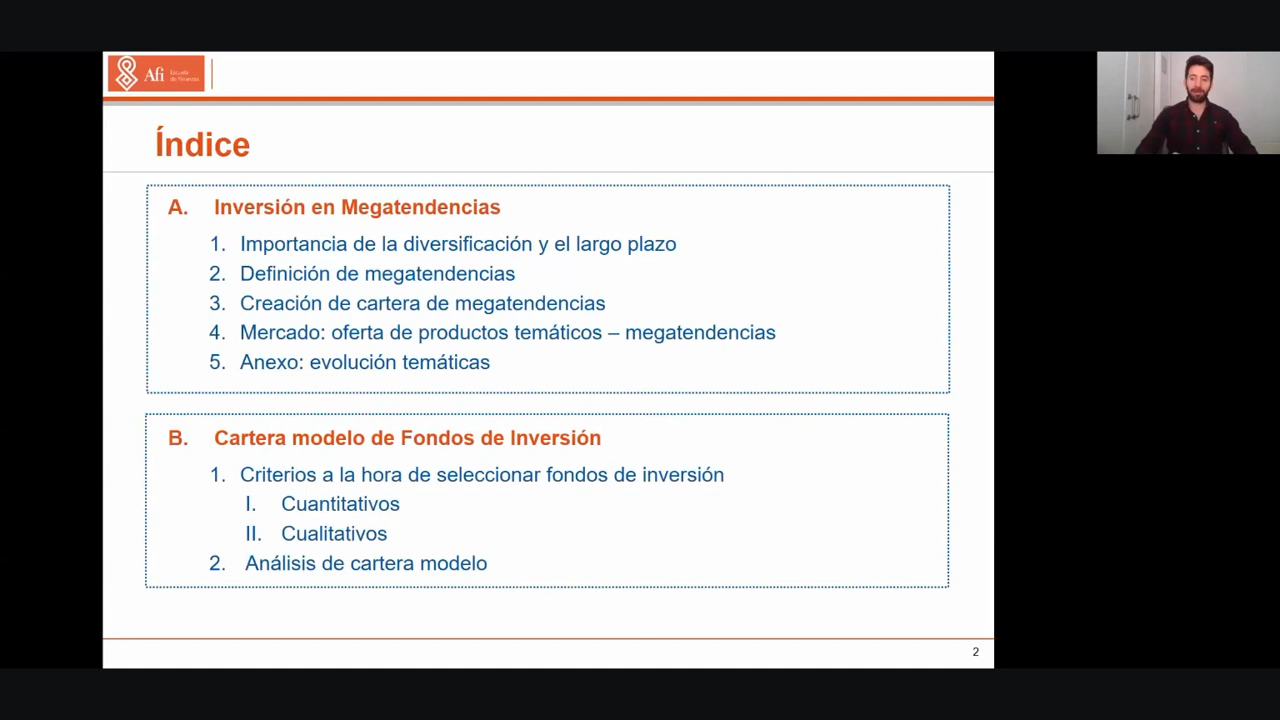 Afi Escuela de Finanzas
Índice
A. Inversión en Megatendencias
1. Importancia de la diversificación y el largo plazo
2. Definición de megatendencias
3. Creación de cartera de megatendencias
4. Mercado: oferta de productos temáticos – megatendencias
5. Anexo: evolución temáticas
B. Cartera modelo de Fondos de Inversión
1. Criterios a la hora de seleccionar fondos de inversión
I. Cuantitativos
II. Cualitativos
2. Análisis de cartera modelo
2